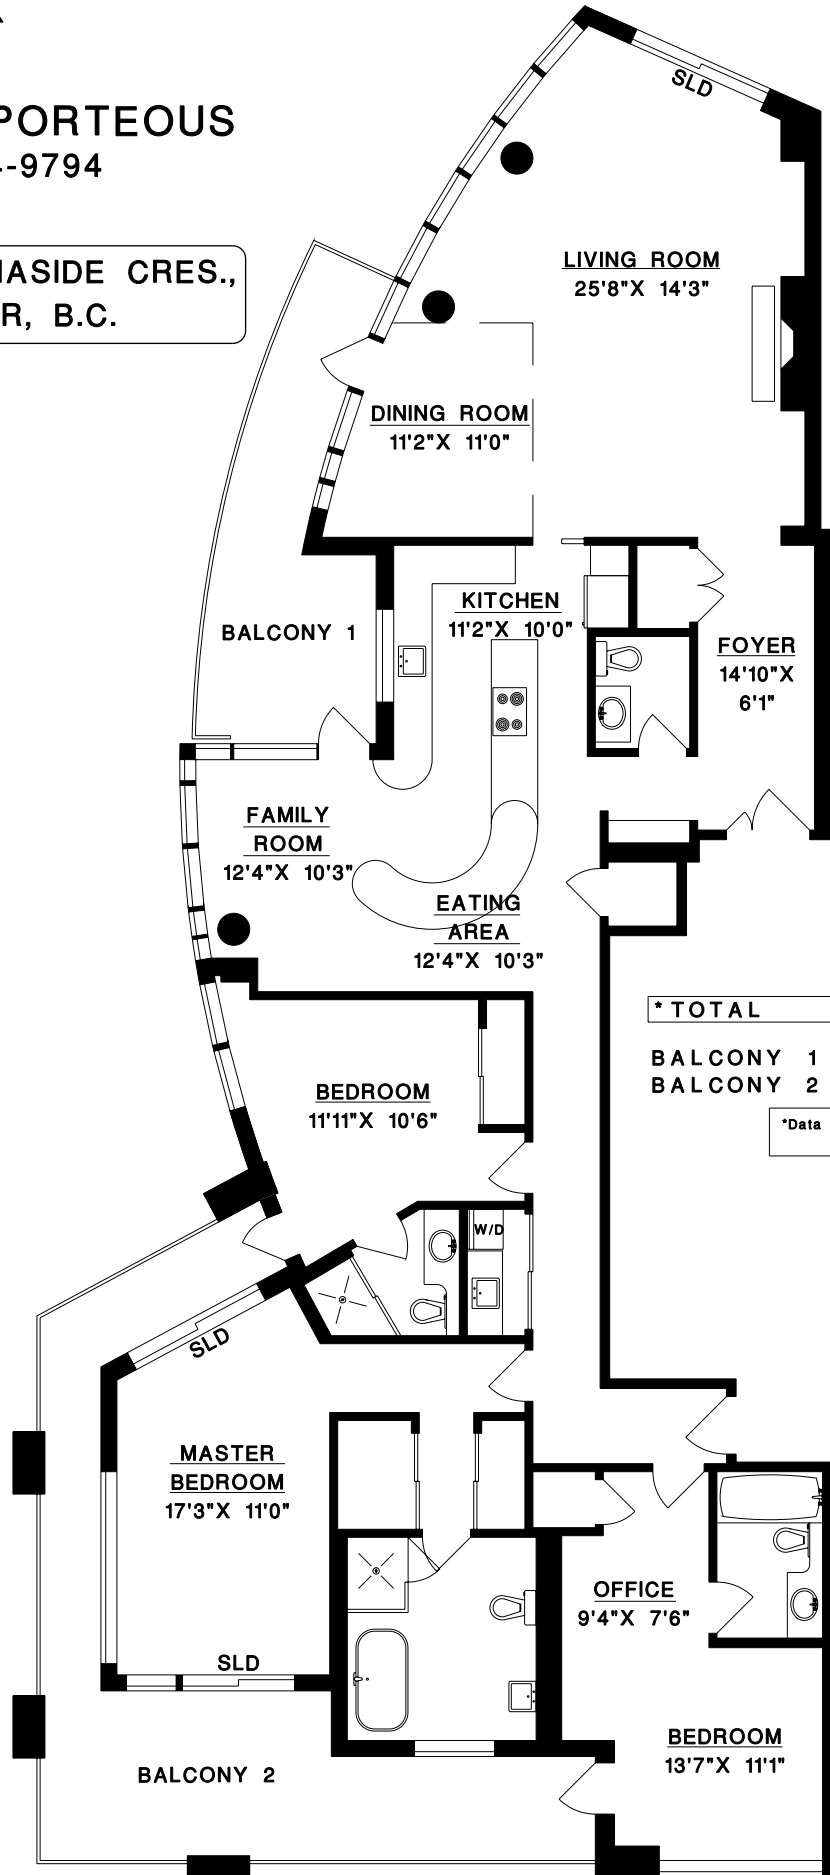 PORTEOUS
-9794
ASIDE CRES.,
R, B.C.
SLD
LIVING ROOM
25'8"X 14'3"
DINING ROOM
11'2"X 11'0"
KITCHEN
11'2"X 10'0"
BALCONY 1
FOYER
14'10"X
6'1"
FAMILY
ROOM
12'4"X 10'3"
EATING
AREA
12'4"X 10'3"
* TOTAL
BALCONY 1
BALCONY 2
*Data
BEDROOM
11'11"X 10'6"
W/D
SLD
MASTER
BEDROOM
17'3"X 11'0"
OFFICE
9'4"X 7'6"
SLD
BEDROOM
13'7"X 11'1"
BALCONY 2